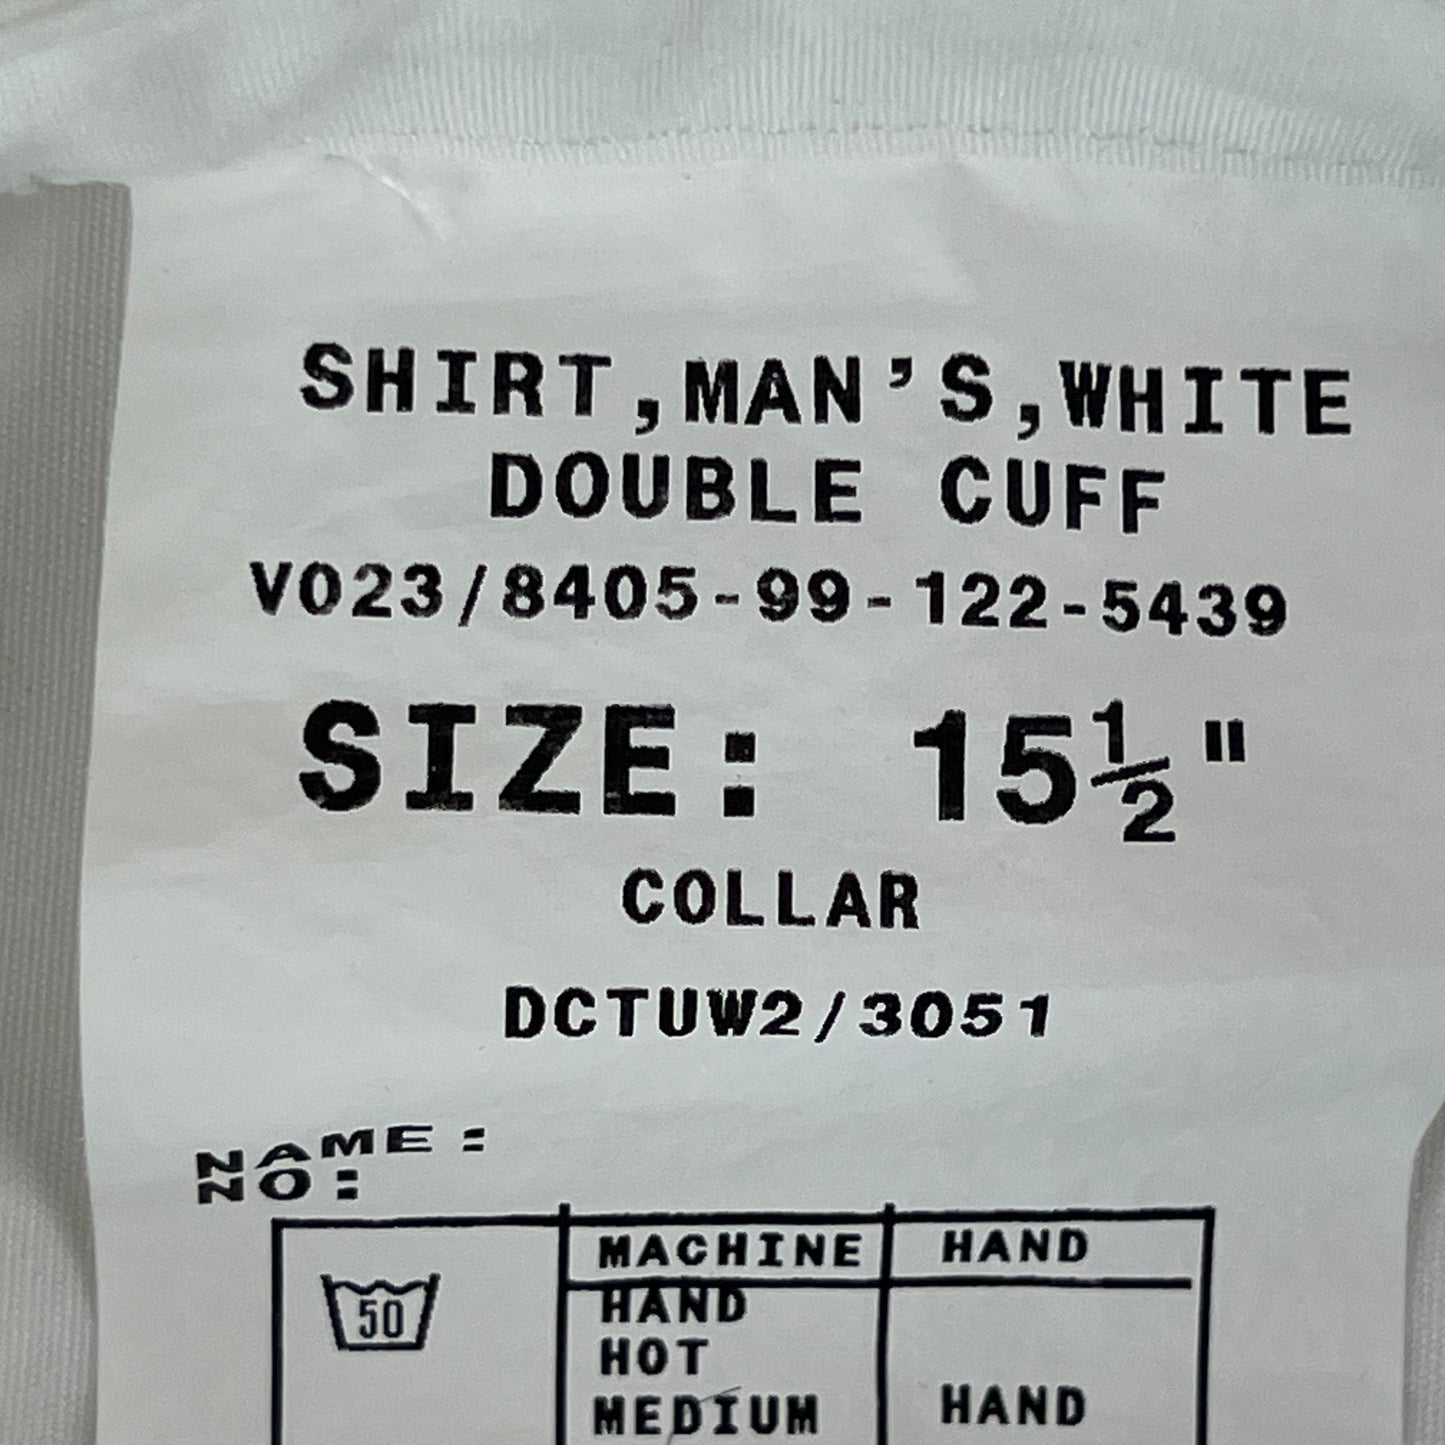 SHIRT,MAN'S,WHITE
DOUBLE CUFF
V023/8405-99-122-5439
SIZE: 15½"
COLLAR
DCTUW2/3051
NAME:
NO:
MACHINE HAND
50
HAND
HOT
MEDIUM HAND